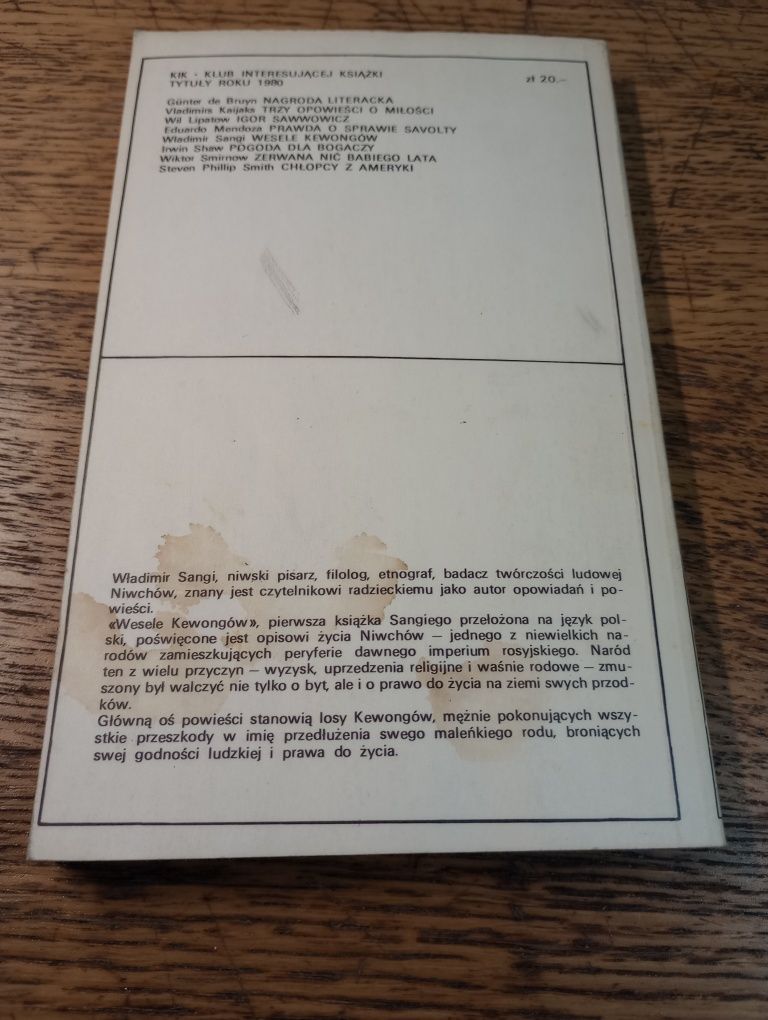 KIK - KLUB INTERESUJĄCEJ KSIĄŻKI
TYTUŁY ROKU 1980
zł 20.–
Günter de Bruyn NAGRODA LITERACKA
Vladimirs Kaijaks TRZY OPOWIEŚCI O MIŁOŚCI
Wil Lipatow IGOR SAWWOWICZ
Eduardo Mendoza PRAWDA O SPRAWIE SAVOLTY
Władimir Sangi WESELE KEWONGÓW
Irwin Shaw POGODA DLA BOGACZY
Wiktor Smirnow ZERWANA NIĆ BABIEGO LATA
Steven Phillip Smith CHŁOPCY Z AMERYKI
Władimir Sangi, niwski pisarz, filolog, etnograf, badacz twórczości ludowej
Niwchów, znany jest czytelnikowi radzieckiemu jako autor opowiadań i po-
wieści.
«Wesele Kewongów», pierwsza książka Sangiego przełożona na język pol-
ski, poświęcone jest opisowi życia Niwchów — jednego z niewielkich na-
rodów zamieszkujących peryferie dawnego imperium rosyjskiego. Naród
ten z wielu przyczyn — wyzysk, uprzedzenia religijne i waśnie rodowe — zmu-
szony był walczyć nie tylko o byt, ale i o prawo do życia na ziemi swych przod-
ków.
Główną oś powieści stanowią losy Kewongów, mężnie pokonujących wszy-
stkie przeszkody w imię przedłużenia swego maleńkiego rodu, broniących
swej godności ludzkiej i prawa do życia.